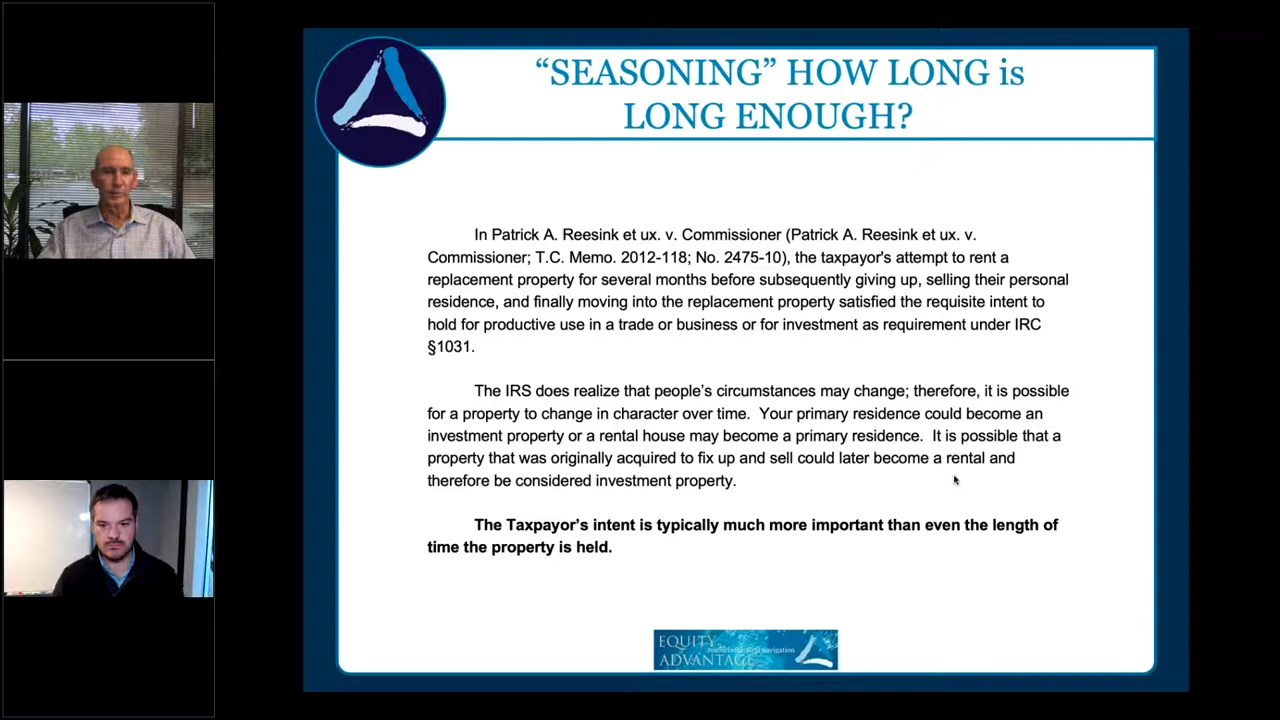 “SEASONING” HOW LONG is
LONG ENOUGH?
In Patrick A. Reesink et ux. v. Commissioner (Patrick A. Reesink et ux. v.
Commissioner; T.C. Memo. 2012-118; No. 2475-10), the taxpayer's attempt to rent a
replacement property for several months before subsequently giving up, selling their personal
residence, and finally moving into the replacement property satisfied the requisite intent to
hold for productive use in a trade or business or for investment as requirement under IRC
§1031.
The IRS does realize that people’s circumstances may change; therefore, it is possible
for a property to change in character over time. Your primary residence could become an
investment property or a rental house may become a primary residence. It is possible that a
property that was originally acquired to fix up and sell could later become a rental and
therefore be considered investment property.
The Taxpayor’s intent is typically much more important than even the length of
time the property is held.
EQUITY
ADVANTAGE
navigation